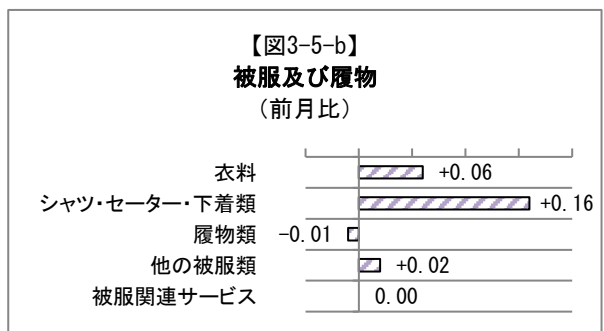 【図3-5-b】
被服及び履物
（前月比）
衣料 +0.06
シャツ・セーター・下着類 +0.16
履物類 -0.01
他の被服類 +0.02
被服関連サービス 0.00